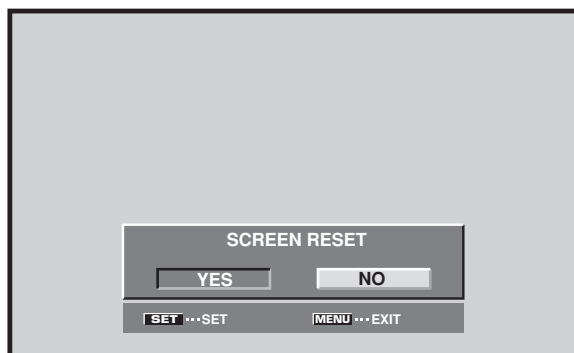 SCREEN RESET
YES NO
SET ···SET MENU ···EXIT